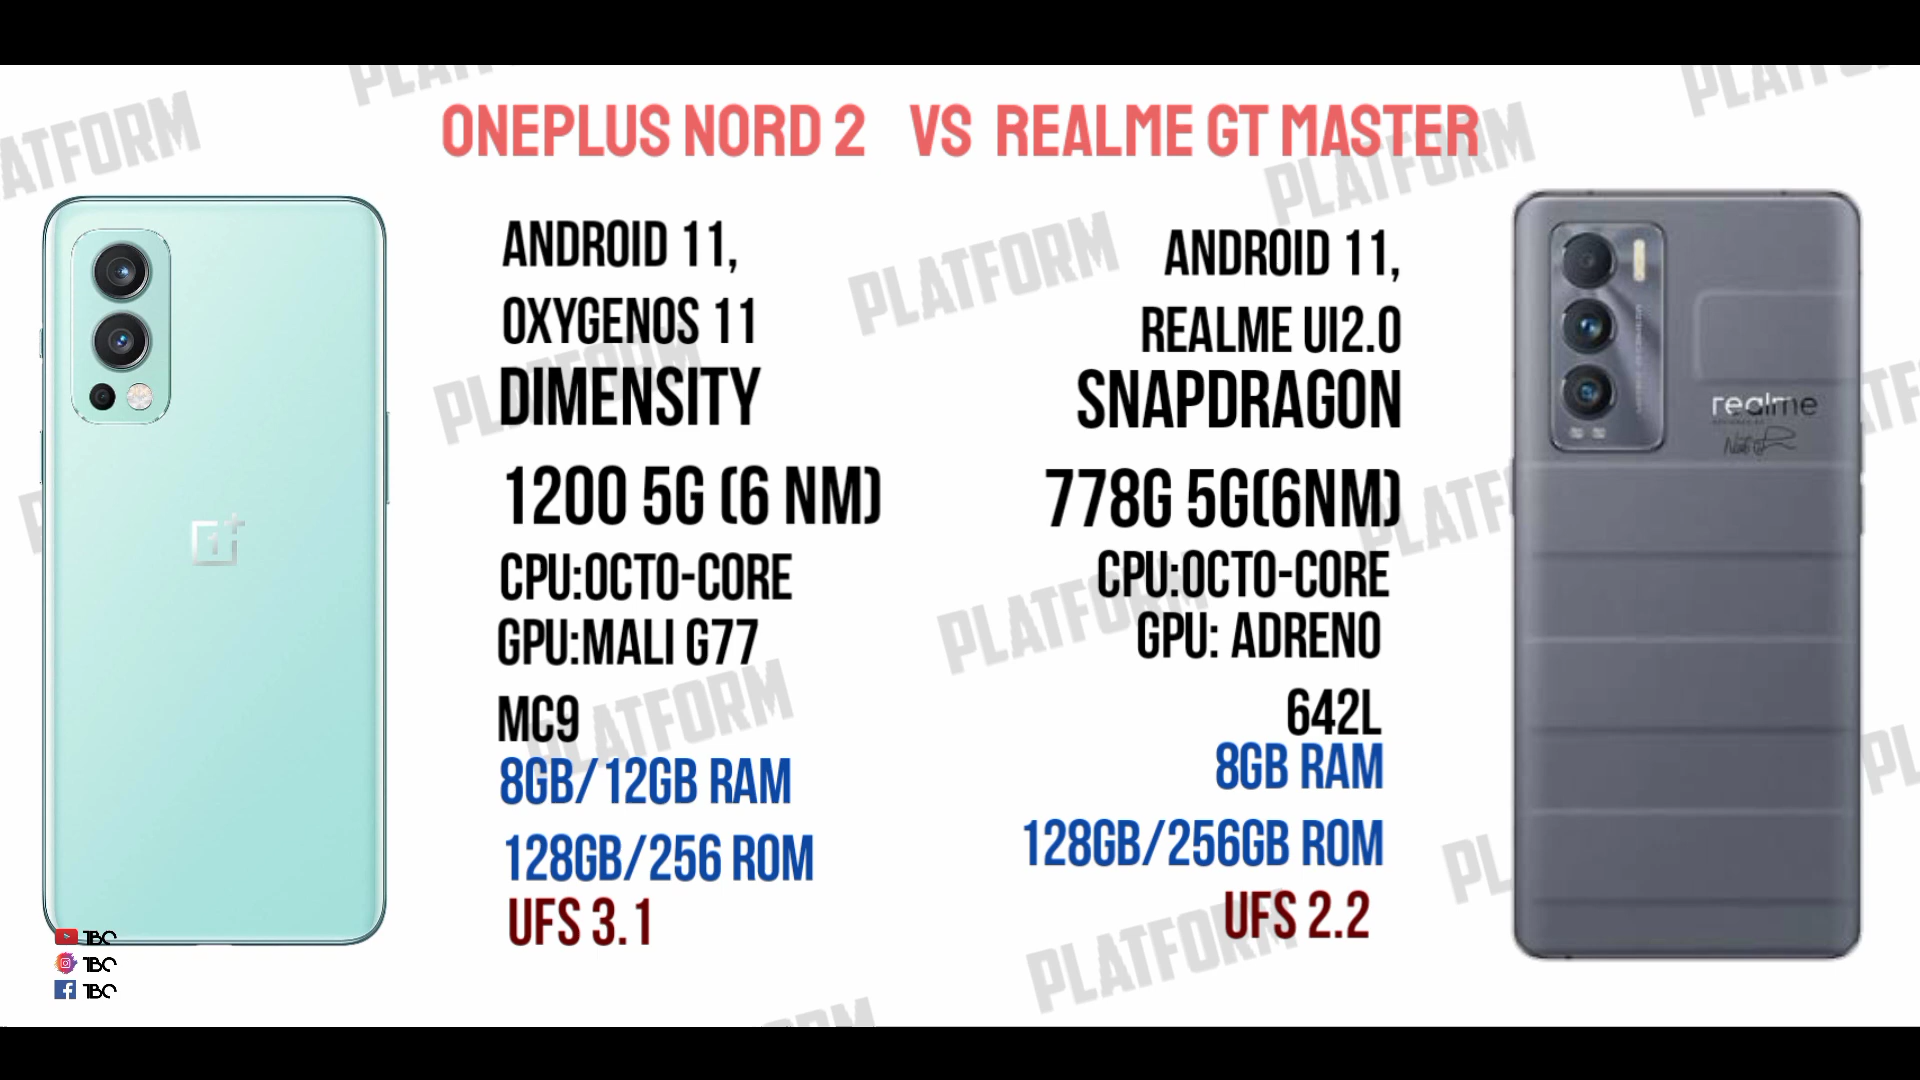 PLATFORM
ONEPLUS NORD 2 VS REALME GT MASTER
ANDROID 11,
OXYGENOS 11
DIMENSITY
1200 5G (6 NM)
CPU:OCTO-CORE
GPU:MALI G77
MC9
8GB/12GB RAM
128GB/256 ROM
UFS 3.1
ANDROID 11,
REALME UI2.0
SNAPDRAGON
778G 5G(6NM)
CPU:OCTO-CORE
GPU: ADRENO
642L
8GB RAM
128GB/256GB ROM
UFS 2.2
realme
TBC
TBC
TBC